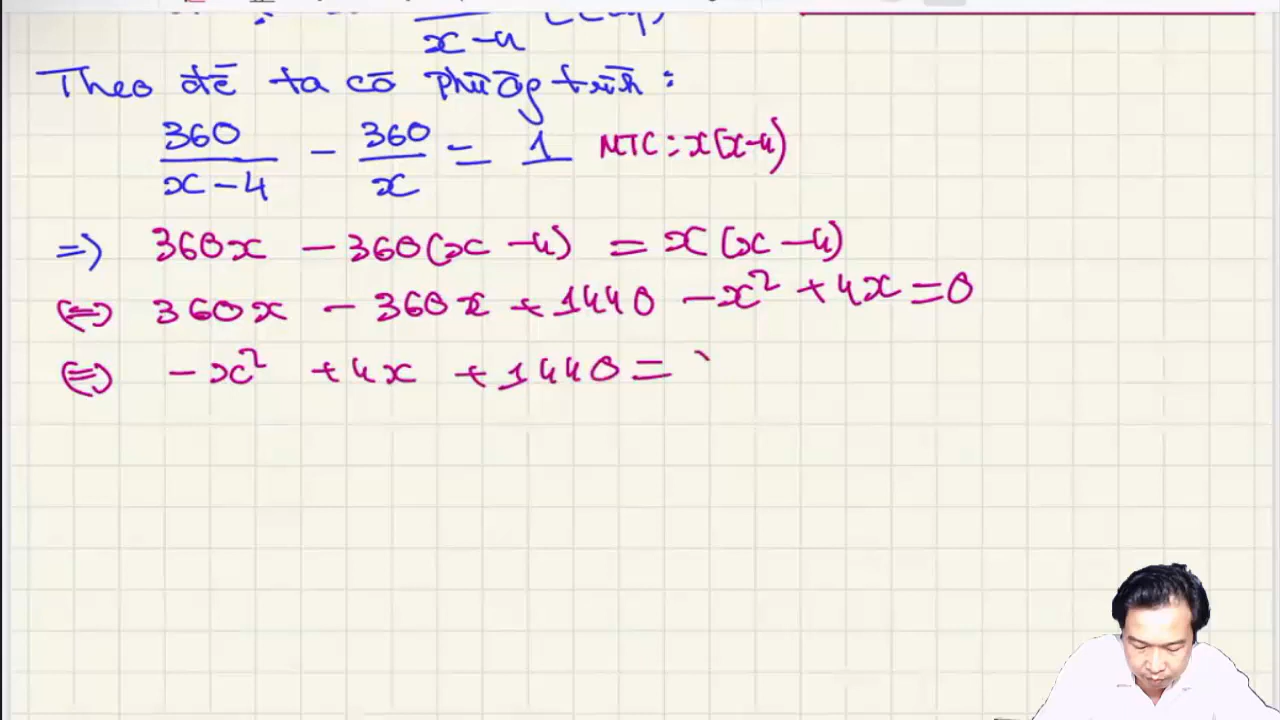 x-4
Theo đề ta có phương trình:
360/(x-4) - 360/x = 1 MTC: x(x-4)
=> 360x - 360(x-4) = x(x-4)
<=> 360x - 360x + 1440 - x² + 4x = 0
<=> -x² + 4x + 1440 =